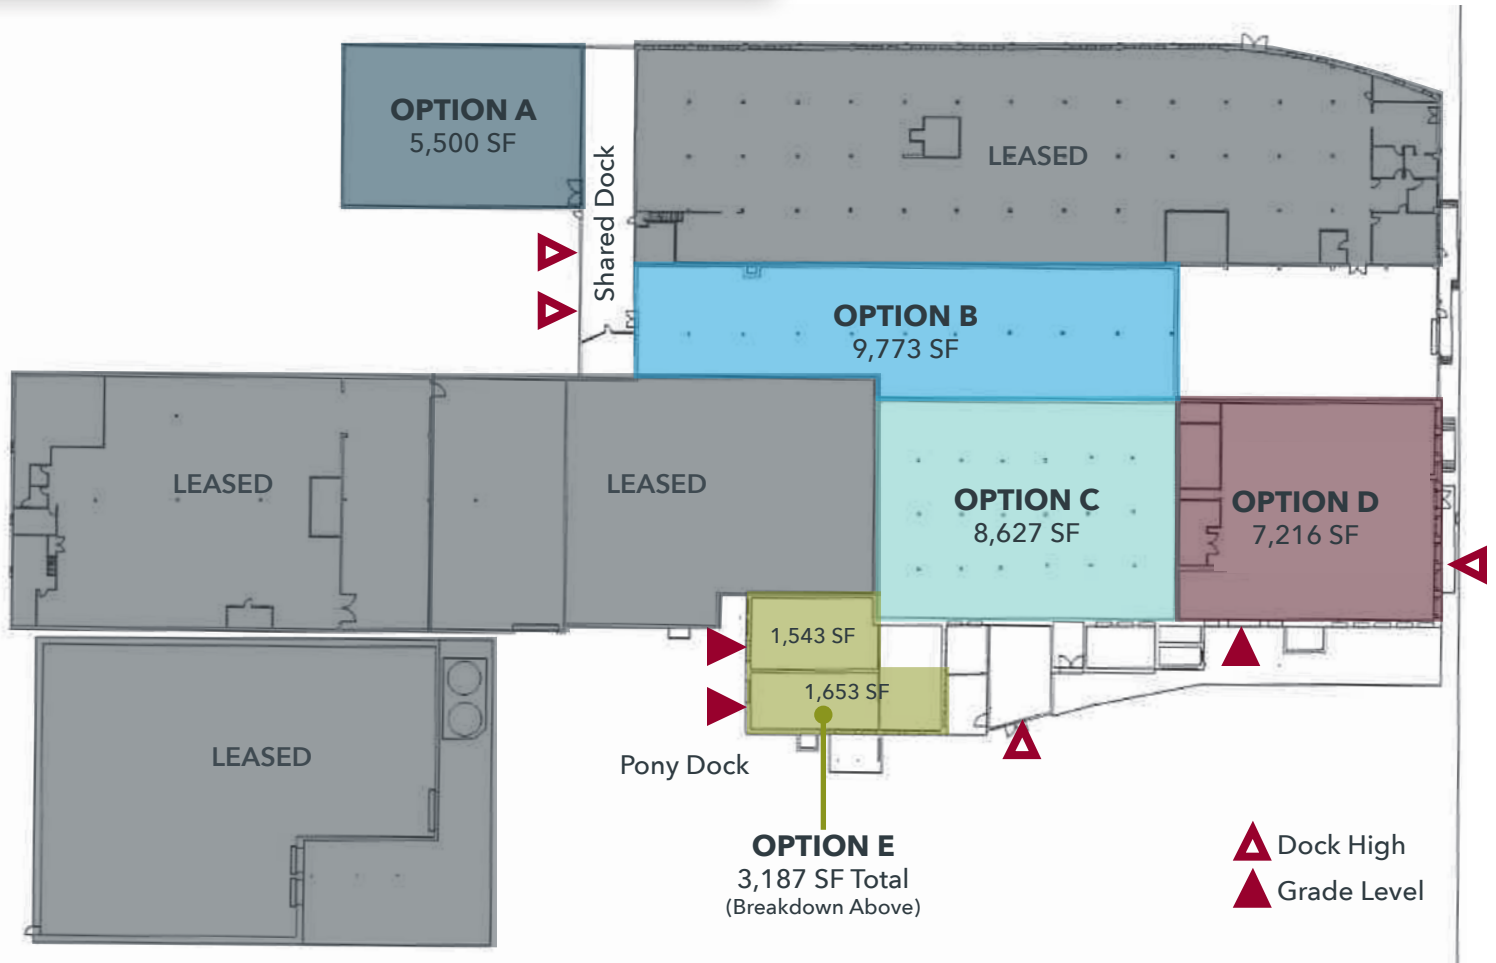 OPTION A
5,500 SF
Shared Dock
LEASED
OPTION B
9,773 SF
LEASED
LEASED
OPTION C
8,627 SF
OPTION D
7,216 SF
1,543 SF
1,653 SF
LEASED
Pony Dock
OPTION E
3,187 SF Total
(Breakdown Above)
Dock High
Grade Level